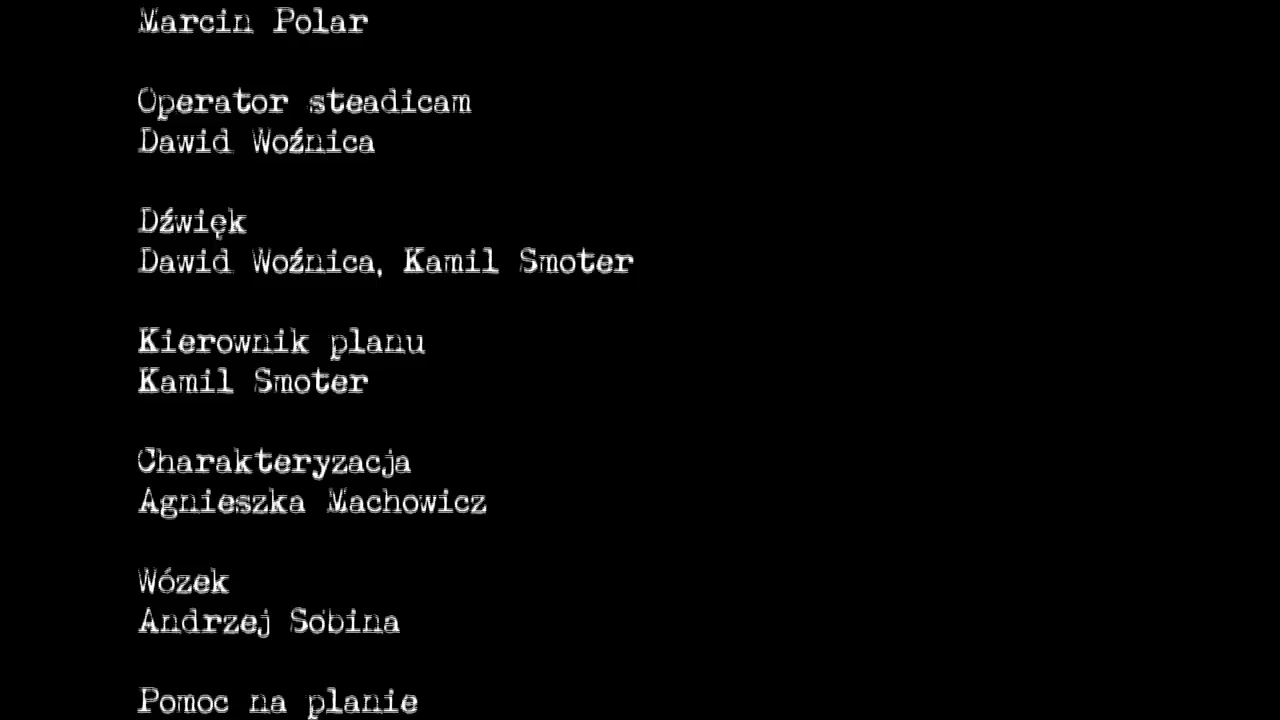 Marcin Polar
Operator steadicam
Dawid Woźnica
Dźwięk
Dawid Woźnica, Kamil Smoter
Kierownik planu
Kamil Smoter
Charakteryzacja
Agnieszka Machowicz
Wózek
Andrzej Sobina
Pomoc na planie